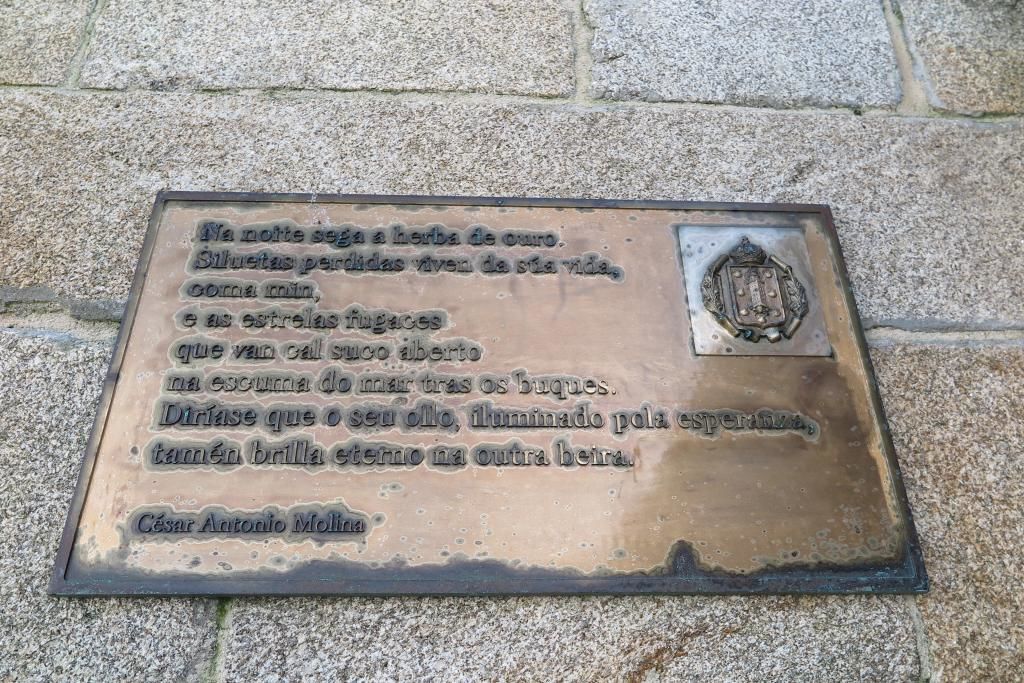 Na noite sega a herba de ouro.
Siluetas perdidas viven da súa vida,
coma min,
e as estrelas fugaces
que van cal suco aberto
na escuma do mar tras os buques.
Diríase que o seu ollo, iluminado pola esperanza,
tamén brilla eterno na outra beira.
César Antonio Molina